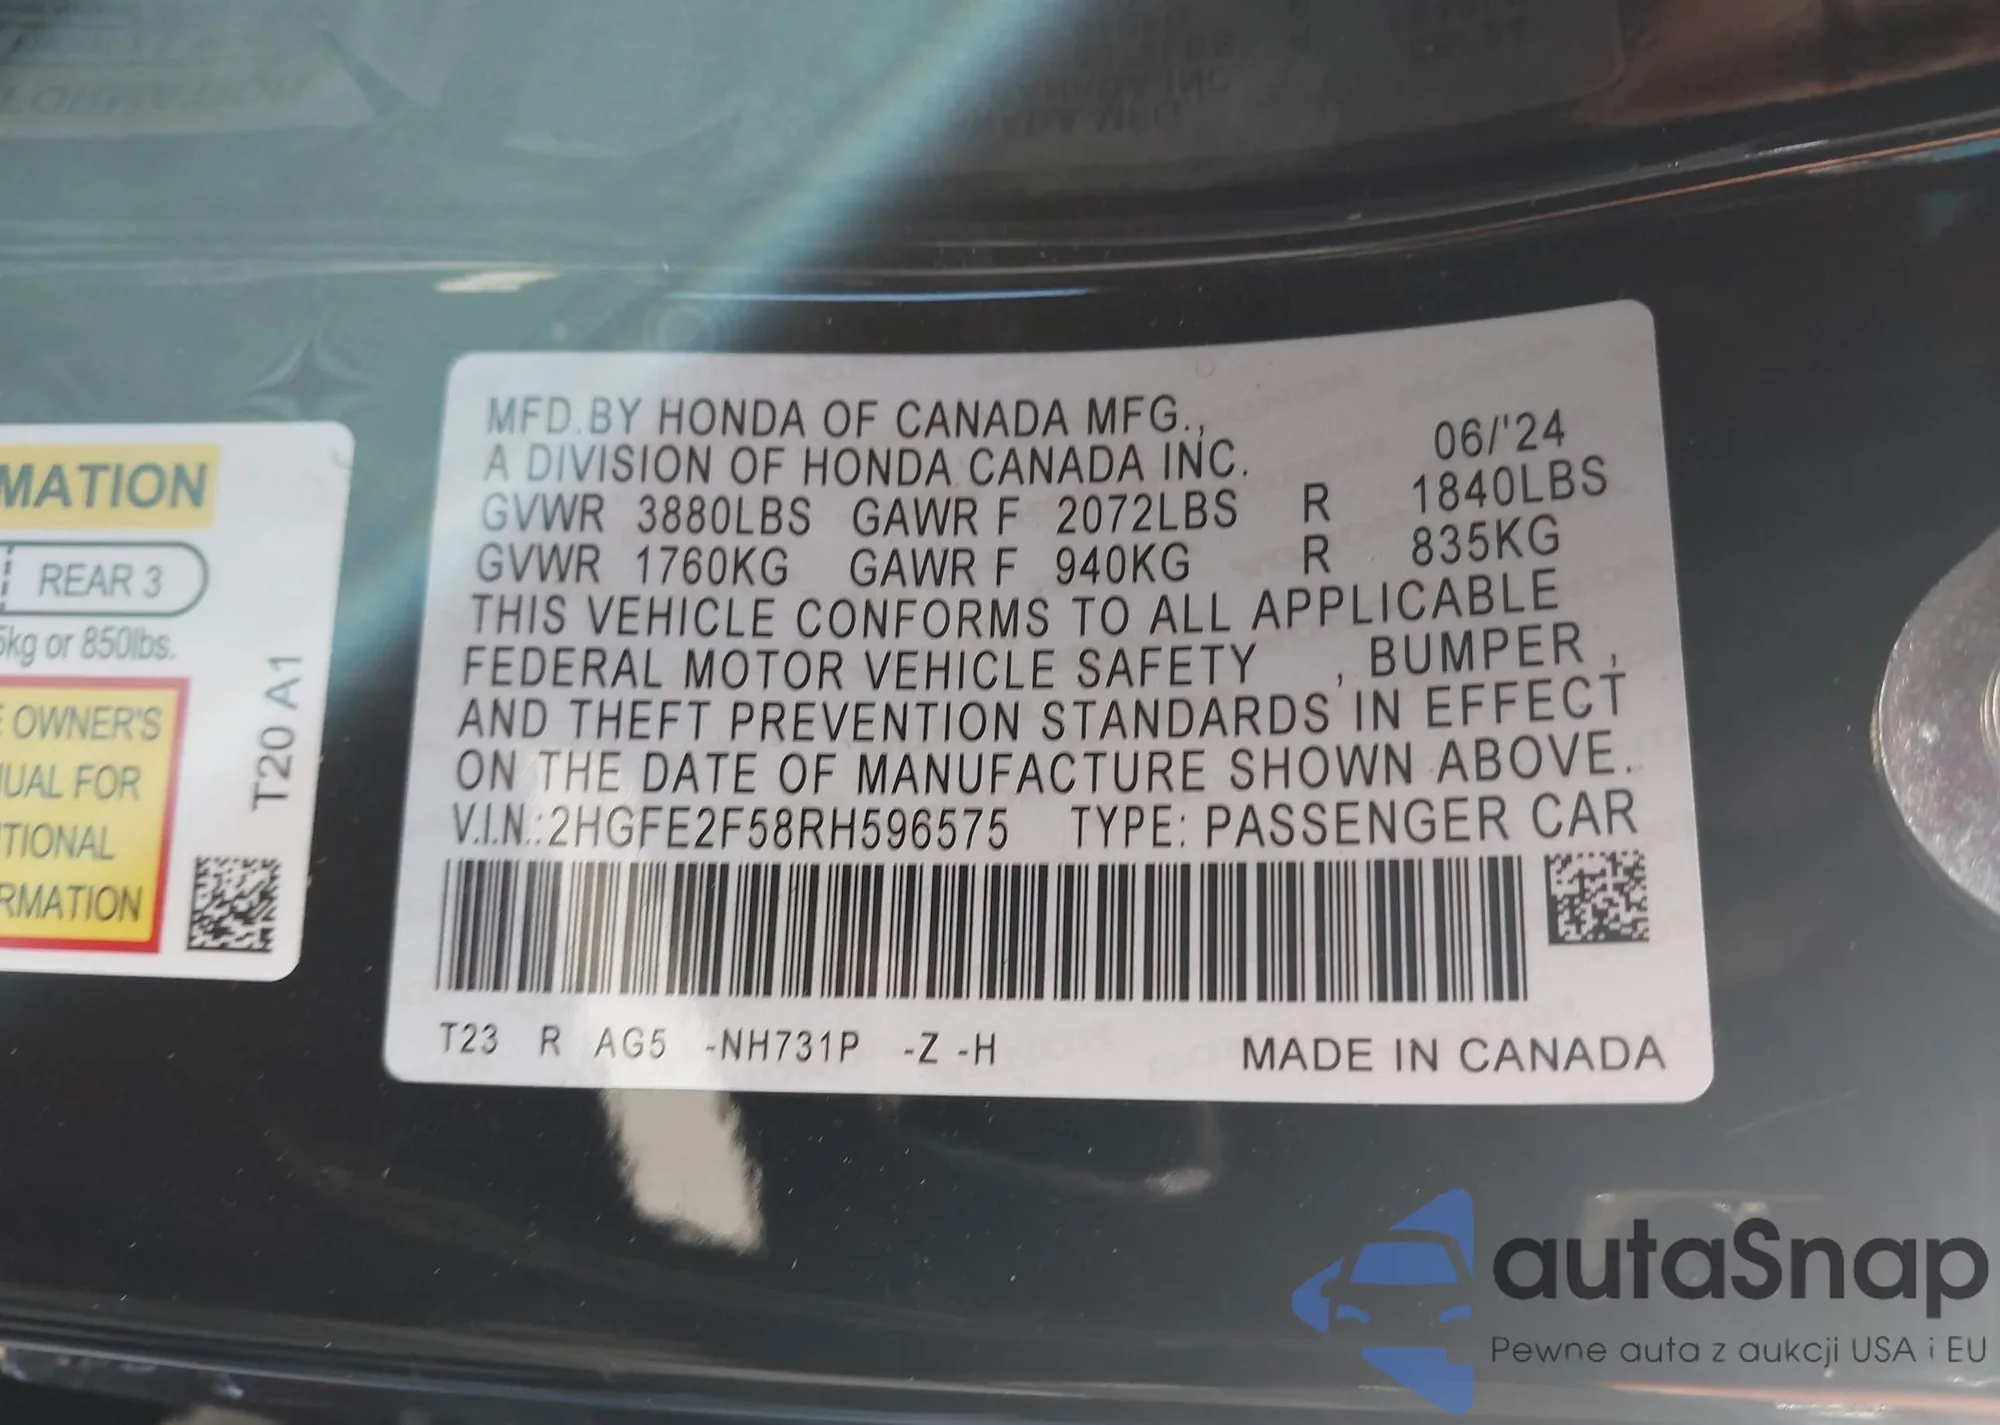 MATION
REAR 3
5kg or 850lbs.
OWNER'S
UAL FOR
TIONAL
RMATION
T20 A1
MFD.BY HONDA OF CANADA MFG., 06/'24
A DIVISION OF HONDA CANADA INC.
GVWR 3880LBS GAWR F 2072LBS R 1840LBS
GVWR 1760KG GAWR F 940KG R 835KG
THIS VEHICLE CONFORMS TO ALL APPLICABLE
FEDERAL MOTOR VEHICLE SAFETY , BUMPER ,
AND THEFT PREVENTION STANDARDS IN EFFECT
ON THE DATE OF MANUFACTURE SHOWN ABOVE.
V.I.N.:2HGFE2F58RH596575 TYPE: PASSENGER CAR
T23 R AG5 -NH731P -Z -H MADE IN CANADA
autaSnap
Pewne auta z aukcji USA i EU